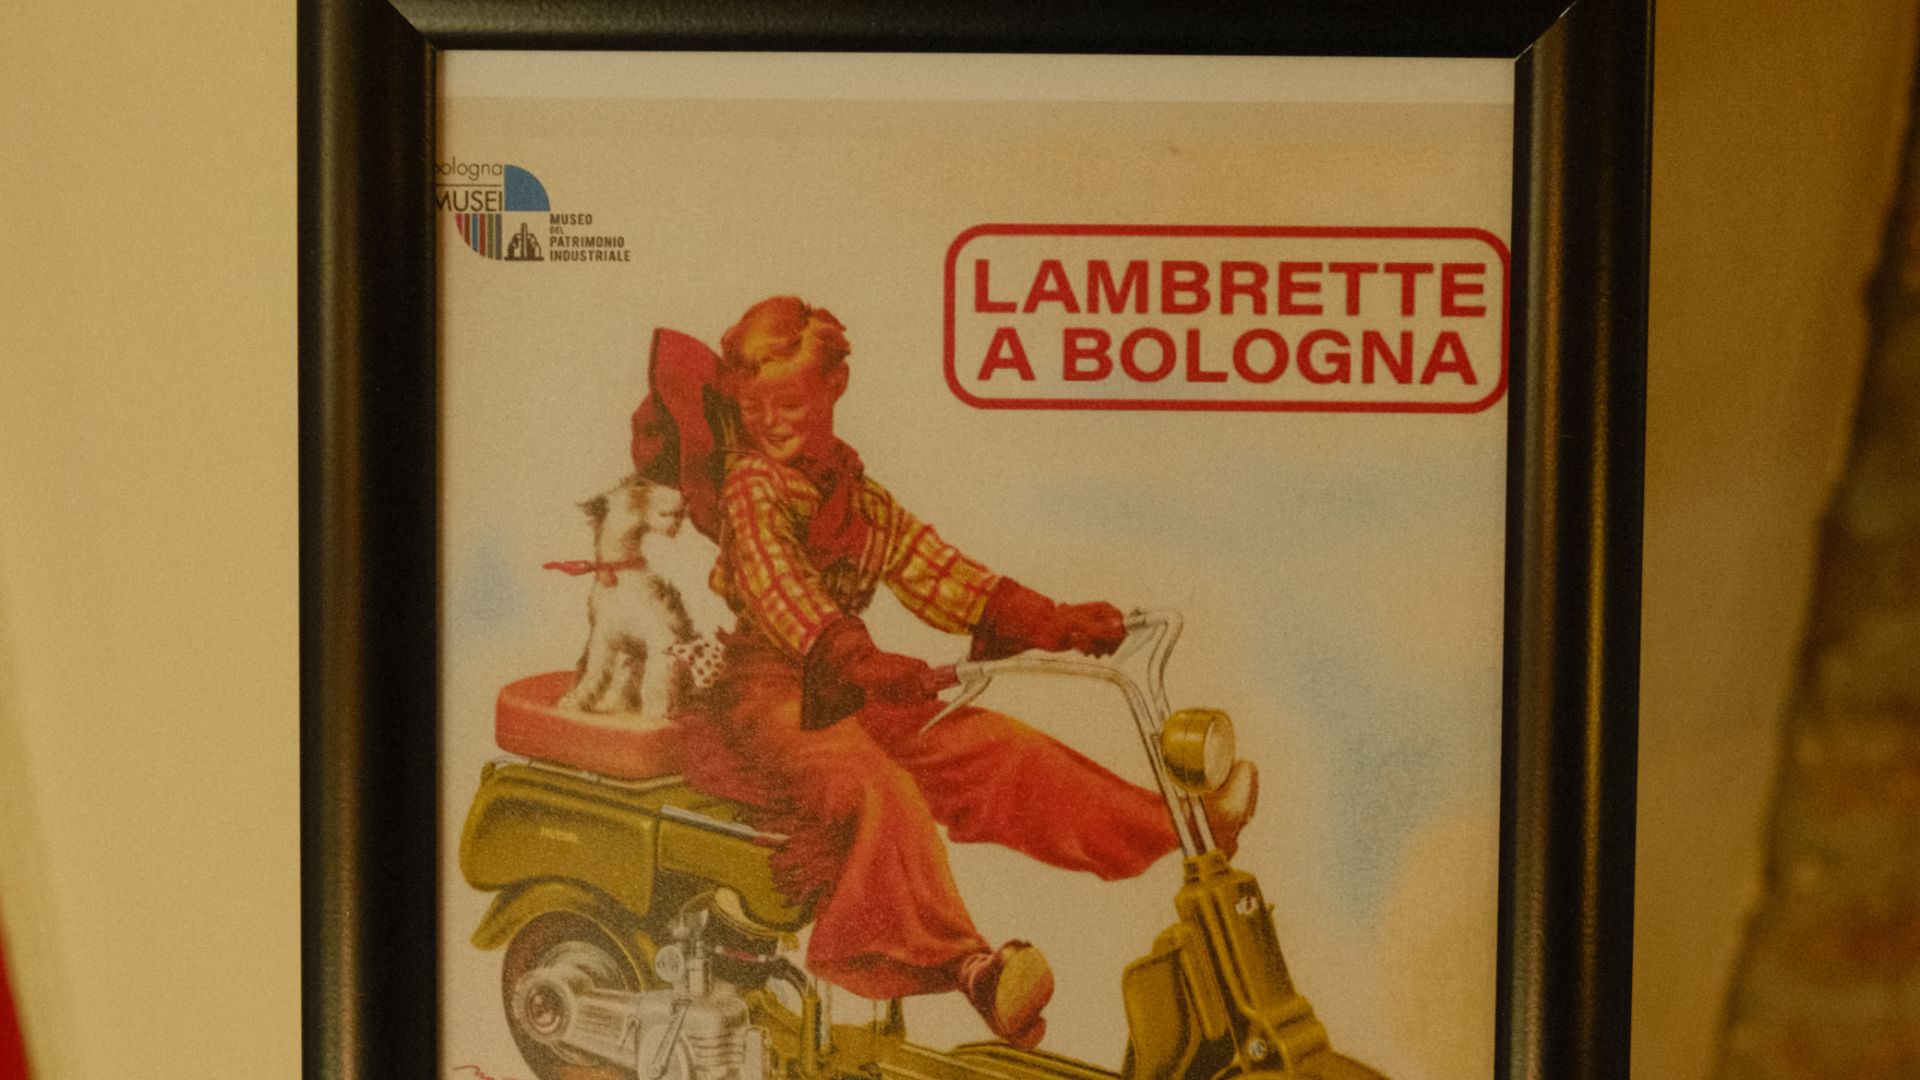 bologna
MUSEI
MUSEO
DEL
PATRIMONIO
INDUSTRIALE
LAMBRETTE
A BOLOGNA